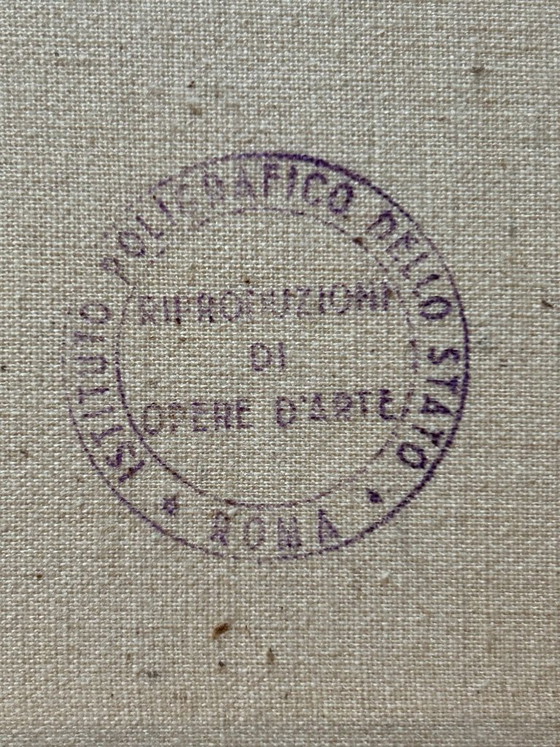 ISTITUTO POLIGRAFICO DELLO STATO
RIPRODUZIONI
DI
OPERE D'ARTE
* ROMA *